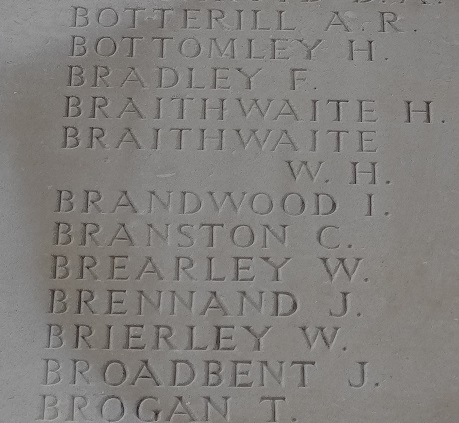 BOTTERILL A. R.
BOTTOMLEY H.
BRADLEY F.
BRAITHWAITE H.
BRAITHWAITE
W. H.
BRANDWOOD I.
BRANSTON C.
BREARLEY W.
BRENNAND J.
BRIERLEY W.
BROADBENT J.
BROGAN T.